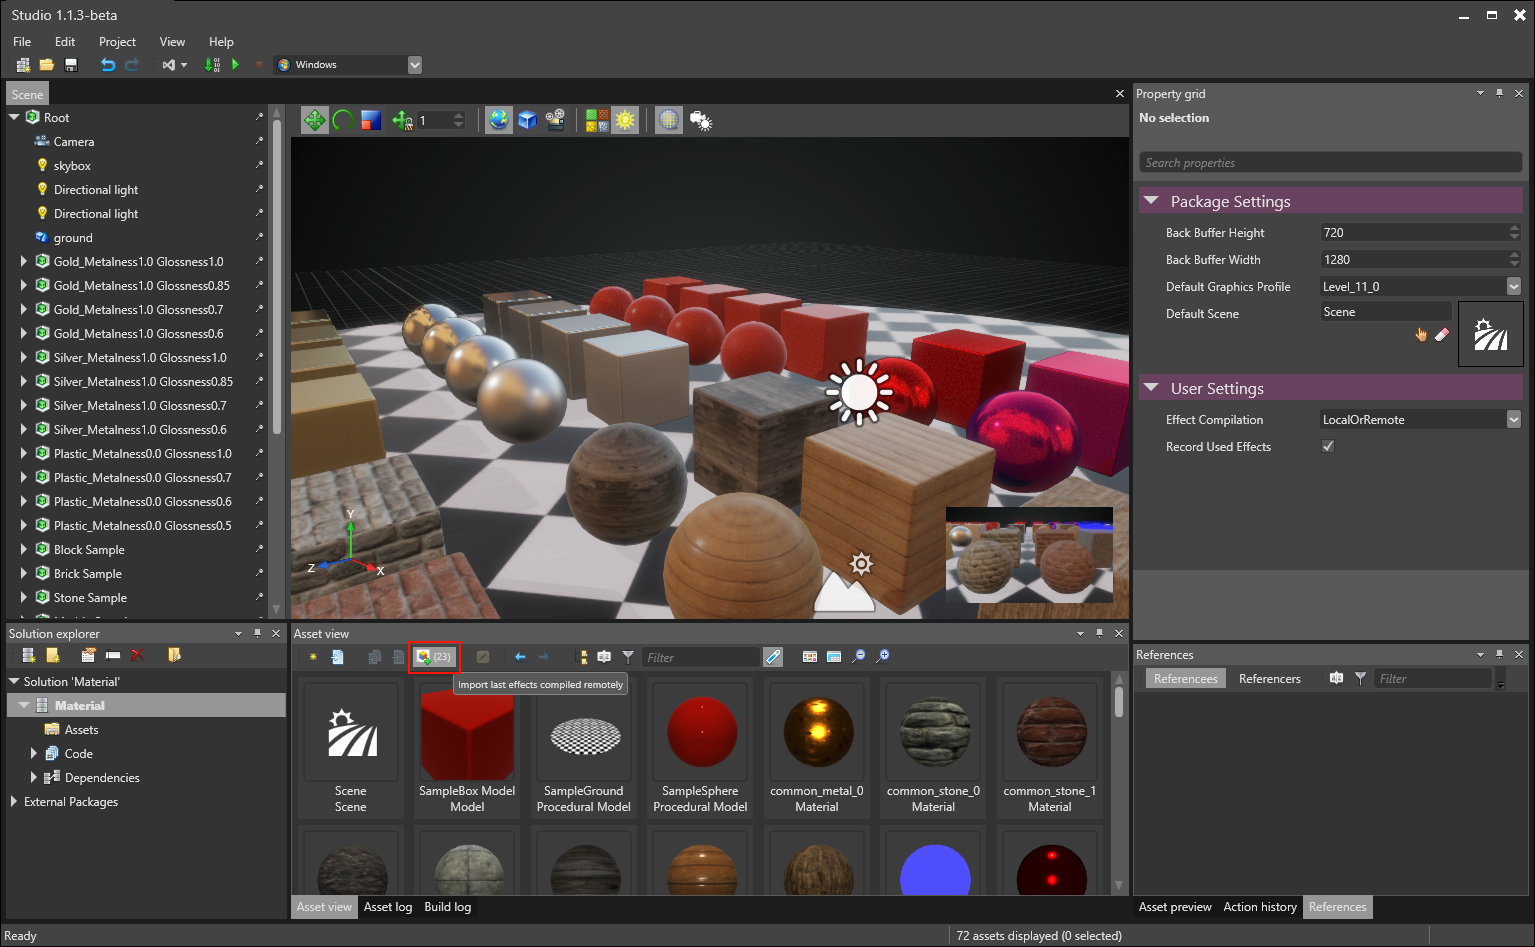 Studio 1.1.3-beta
File Edit Project View Help
Windows
Scene
Root
Camera
skybox
Directional light
Directional light
ground
Gold_Metalness1.0 Glossness1.0
Gold_Metalness1.0 Glossness0.85
Gold_Metalness1.0 Glossness0.7
Gold_Metalness1.0 Glossness0.6
Silver_Metalness1.0 Glossness1.0
Silver_Metalness1.0 Glossness0.85
Silver_Metalness1.0 Glossness0.7
Silver_Metalness1.0 Glossness0.6
Plastic_Metalness0.0 Glossness1.0
Plastic_Metalness0.0 Glossness0.7
Plastic_Metalness0.0 Glossness0.6
Plastic_Metalness0.0 Glossness0.5
Block Sample
Brick Sample
Stone Sample
1
Y
Z
X
Property grid
No selection
Search properties
Package Settings
Back Buffer Height 720
Back Buffer Width 1280
Default Graphics Profile Level_11_0
Default Scene Scene
User Settings
Effect Compilation LocalOrRemote
Record Used Effects
Solution explorer
Solution 'Material'
Material
Assets
Code
Dependencies
External Packages
Asset view
(23)
Filter
Import last effects compiled remotely
Scene
Scene
SampleBox Model
Model
SampleGround
Procedural Model
SampleSphere
Procedural Model
common_metal_0
Material
common_stone_0
Material
common_stone_1
Material
Asset view Asset log Build log
References
Referencees Referencers Filter
Asset preview Action history References
Ready
72 assets displayed (0 selected)